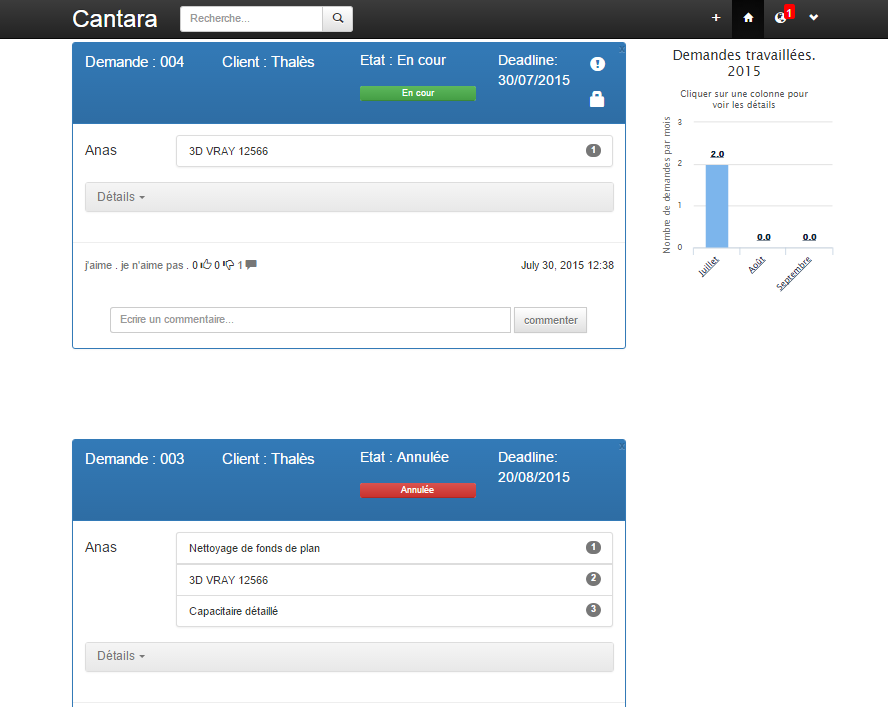 Cantara
Recherche...
1
Demande : 004
Client : Thalès
Etat : En cour
En cour
Deadline:
30/07/2015
Anas
3D VRAY 12566
1
Détails
j'aime . je n'aime pas . 0 0 1
July 30, 2015 12:38
Ecrire un commentaire...
commenter
Demande : 003
Client : Thalès
Etat : Annulée
Annulée
Deadline:
20/08/2015
Anas
Nettoyage de fonds de plan
1
3D VRAY 12566
2
Capacitaire détaillé
3
Détails
Demandes travaillées.
2015
Cliquer sur une colonne pour
voir les détails
Nombre de demandes par mois
3
2
1
0
2.0
0.0
0.0
Juillet
Août
Septembre